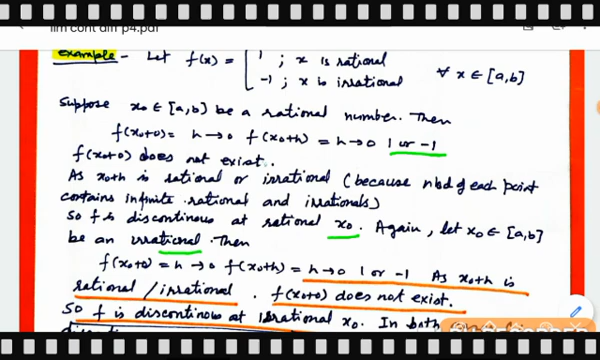 lim cont diff p4.pdf
Example - Let f(x) = [ 1 ; x is rational
-1 ; x is irrational ∀ x ∈ [a,b]
Suppose x₀ ∈ [a,b] be a rational number. Then
f(x₀+0) = h→0 f(x₀+h) = h→0 1 or -1
f(x₀+0) does not exist.
As x₀+h is rational or irrational (because nbd of each point
contains infinite rational and irrationals)
So f is discontinous at rational x₀. Again, let x₀ ∈ [a,b]
be an irrational. Then
f(x₀+0) = h→0 f(x₀+h) = h→0 1 or -1 As x₀+h is
rational / irrational. f(x₀+0) does not exist.
So f is discontinous at irrational x₀. In both